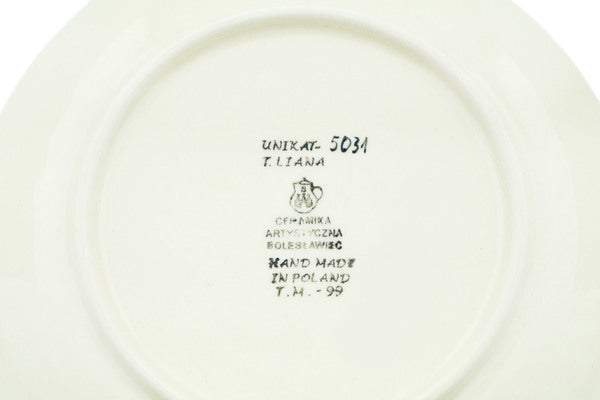 UNIKAT- 5031
T. LIANA
CERAMIKA
ARTYSTYCZNA
BOLESŁAWIEC
HAND MADE
IN POLAND
T.M. - 99